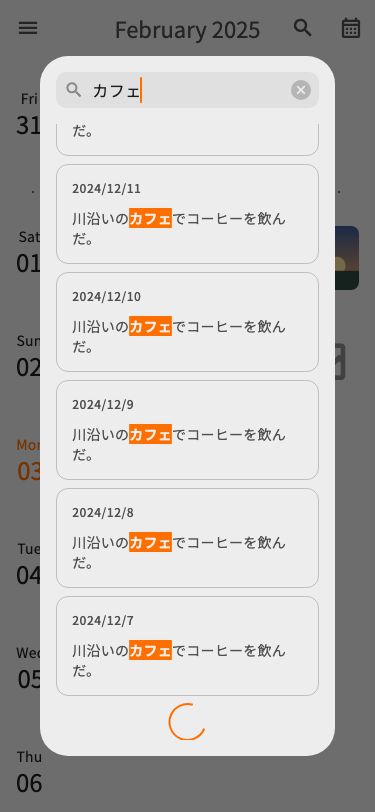 February 2025
カフェ
Fri
31
Sat
01
Sun
02
Mon
03
Tue
04
Wed
05
Thu
06
だ。
2024/12/11
川沿いのカフェでコーヒーを飲ん
だ。
2024/12/10
川沿いのカフェでコーヒーを飲ん
だ。
2024/12/9
川沿いのカフェでコーヒーを飲ん
だ。
2024/12/8
川沿いのカフェでコーヒーを飲ん
だ。
2024/12/7
川沿いのカフェでコーヒーを飲ん
だ。